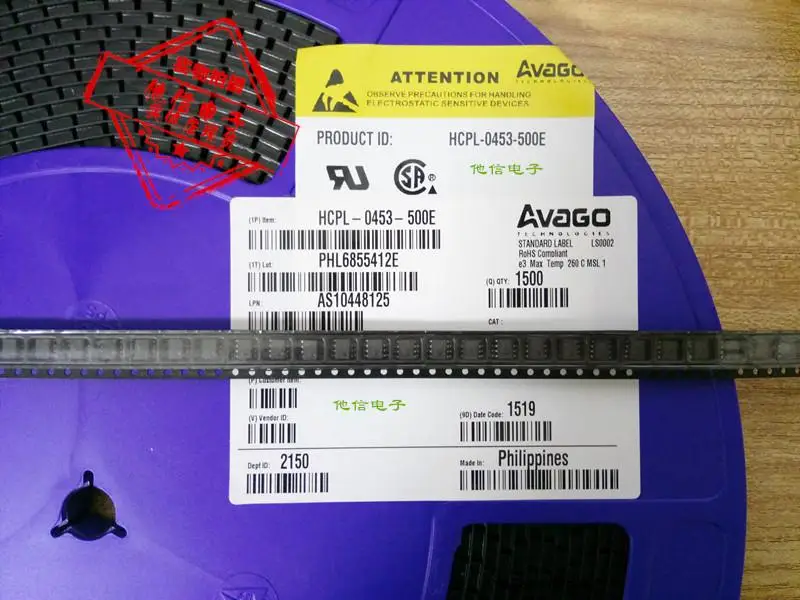 ATTENTION
AVAGO
TECHNOLOGIES
OBSERVE PRECAUTIONS FOR HANDLING
ELECTROSTATIC SENSITIVE DEVICES
PRODUCT ID: HCPL-0453-500E
他信电子
(1P) Item: HCPL-0453-500E
AVAGO
TECHNOLOGIES
STANDARD LABEL LS0002
RoHS Compliant
e3 Max Temp 260 C MSL 1
(1T) Lot: PHL6855412E
(Q) QTY: 1500
LPN: AS10448125
CAT :
(P) Customer Item:
他信电子
(V) Vendor ID:
(9D) Date Code: 1519
Dept ID: 2150
Made In: Philippines